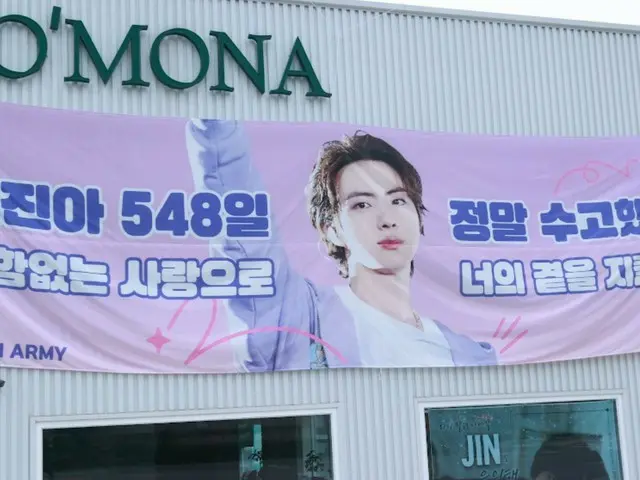 O'MONA
진아 548일
정말 수고했
함없는 사랑으로
너의 곁을 지
ARMY
JIN